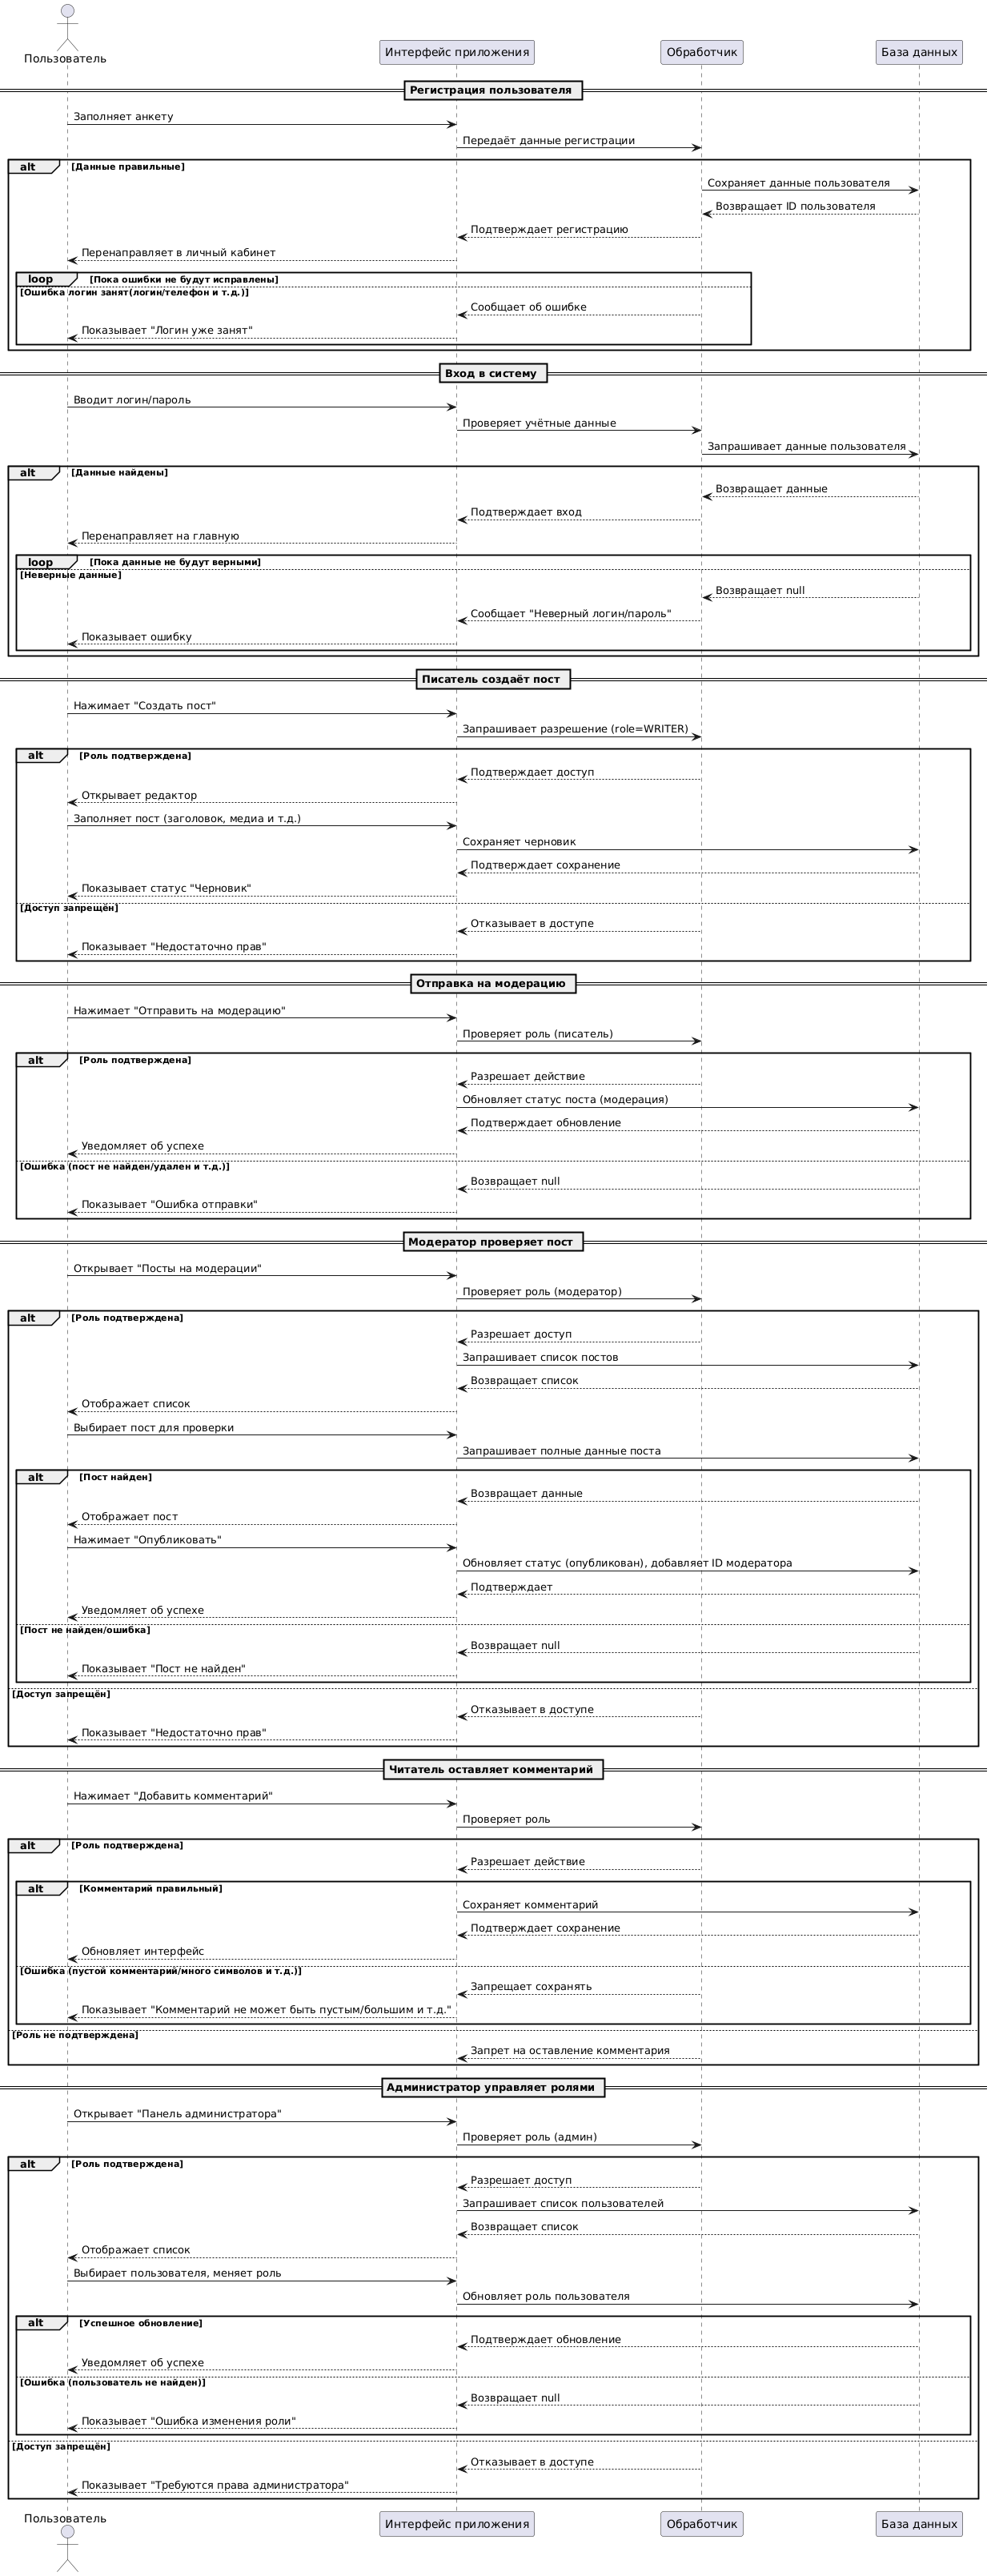 Пользователь
Интерфейс приложения
Обработчик
База данных
Регистрация пользователя
Заполняет анкету
Передаёт данные регистрации
alt [Данные правильные]
Сохраняет данные пользователя
Возвращает ID пользователя
Подтверждает регистрацию
Перенаправляет в личный кабинет
loop [Пока ошибки не будут исправлены]
[Ошибка логин занят(логин/телефон и т.д.)]
Сообщает об ошибке
Показывает "Логин уже занят"
Вход в систему
Вводит логин/пароль
Проверяет учётные данные
Запрашивает данные пользователя
alt [Данные найдены]
Возвращает данные
Подтверждает вход
Перенаправляет на главную
loop [Пока данные не будут верными]
[Неверные данные]
Возвращает null
Сообщает "Неверный логин/пароль"
Показывает ошибку
Писатель создаёт пост
Нажимает "Создать пост"
Запрашивает разрешение (role=WRITER)
alt [Роль подтверждена]
Подтверждает доступ
Открывает редактор
Заполняет пост (заголовок, медиа и т.д.)
Сохраняет черновик
Подтверждает сохранение
Показывает статус "Черновик"
[Доступ запрещён]
Отказывает в доступе
Показывает "Недостаточно прав"
Отправка на модерацию
Нажимает "Отправить на модерацию"
Проверяет роль (писатель)
alt [Роль подтверждена]
Разрешает действие
Обновляет статус поста (модерация)
Подтверждает обновление
Уведомляет об успехе
[Ошибка (пост не найден/удален и т.д.)]
Возвращает null
Показывает "Ошибка отправки"
Модератор проверяет пост
Открывает "Посты на модерации"
Проверяет роль (модератор)
alt [Роль подтверждена]
Разрешает доступ
Запрашивает список постов
Возвращает список
Отображает список
Выбирает пост для проверки
Запрашивает полные данные поста
alt [Пост найден]
Возвращает данные
Отображает пост
Нажимает "Опубликовать"
Обновляет статус (опубликован), добавляет ID модератора
Подтверждает
Уведомляет об успехе
[Пост не найден/ошибка]
Возвращает null
Показывает "Пост не найден"
[Доступ запрещён]
Отказывает в доступе
Показывает "Недостаточно прав"
Читатель оставляет комментарий
Нажимает "Добавить комментарий"
Проверяет роль
alt [Роль подтверждена]
Разрешает действие
alt [Комментарий правильный]
Сохраняет комментарий
Подтверждает сохранение
Обновляет интерфейс
[Ошибка (пустой комментарий/много символов и т.д.)]
Запрещает сохранять
Показывает "Комментарий не может быть пустым/большим и т.д."
[Роль не подтверждена]
Запрет на оставление комментария
Администратор управляет ролями
Открывает "Панель администратора"
Проверяет роль (админ)
alt [Роль подтверждена]
Разрешает доступ
Запрашивает список пользователей
Возвращает список
Отображает список
Выбирает пользователя, меняет роль
Обновляет роль пользователя
alt [Успешное обновление]
Подтверждает обновление
Уведомляет об успехе
[Ошибка (пользователь не найден)]
Возвращает null
Показывает "Ошибка изменения роли"
[Доступ запрещён]
Отказывает в доступе
Показывает "Требуются права администратора"
Пользователь
Интерфейс приложения
Обработчик
База данных